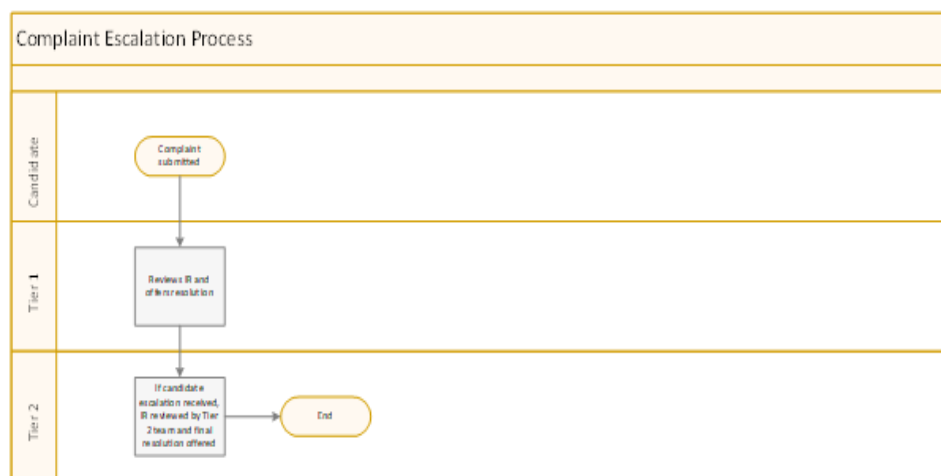 Complaint Escalation Process
Candidate
Complaint
submitted
Tier 1
Reviews IR and
offers resolution
Tier 2
If candidate
escalation received,
IR reviewed by Tier
2 team and final
resolution offered
End